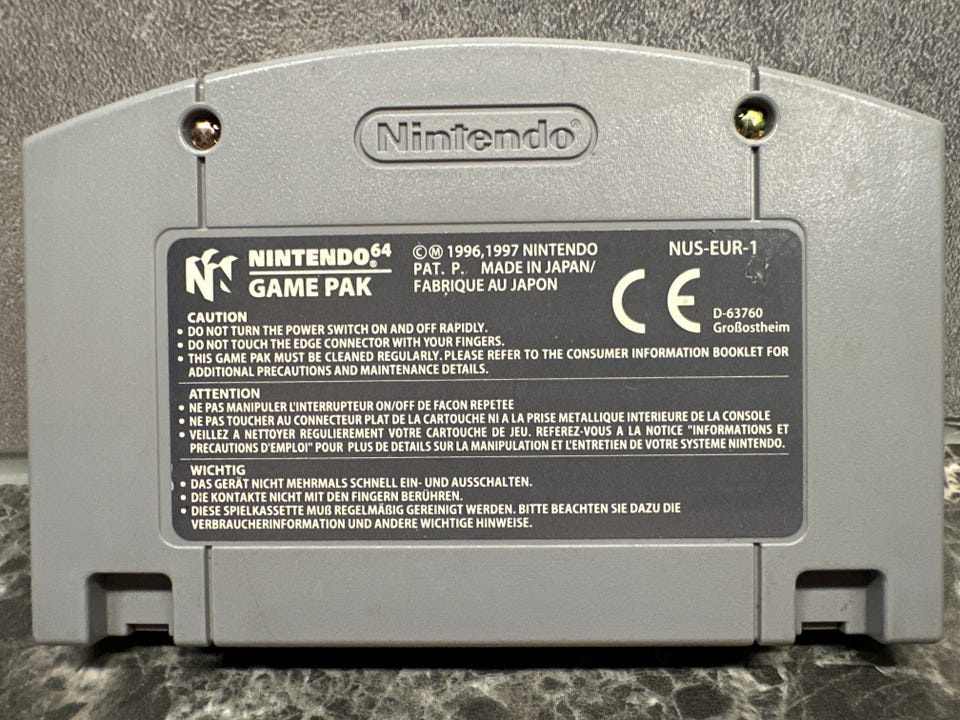 Nintendo®
NINTENDO64®
GAME PAK
©Ⓜ 1996,1997 NINTENDO
PAT. P. MADE IN JAPAN/
FABRIQUE AU JAPON
NUS-EUR-1
CE
D-63760
Großostheim
CAUTION
• DO NOT TURN THE POWER SWITCH ON AND OFF RAPIDLY.
• DO NOT TOUCH THE EDGE CONNECTOR WITH YOUR FINGERS.
• THIS GAME PAK MUST BE CLEANED REGULARLY. PLEASE REFER TO THE CONSUMER INFORMATION BOOKLET FOR
ADDITIONAL PRECAUTIONS AND MAINTENANCE DETAILS.
ATTENTION
• NE PAS MANIPULER L'INTERRUPTEUR ON/OFF DE FACON REPETEE
• NE PAS TOUCHER AU CONNECTEUR PLAT DE LA CARTOUCHE NI A LA PRISE METALLIQUE INTERIEURE DE LA CONSOLE
• VEILLEZ A NETTOYER REGULIEREMENT VOTRE CARTOUCHE DE JEU. REFEREZ-VOUS A LA NOTICE "INFORMATIONS ET
PRECAUTIONS D'EMPLOI" POUR PLUS DE DETAILS SUR LA MANIPULATION ET L'ENTRETIEN DE VOTRE SYSTEME NINTENDO.
WICHTIG
• DAS GERÄT NICHT MEHRMALS SCHNELL EIN- UND AUSSCHALTEN.
• DIE KONTAKTE NICHT MIT DEN FINGERN BERÜHREN.
• DIESE SPIELKASSETTE MUß REGELMÄßIG GEREINIGT WERDEN. BITTE BEACHTEN SIE DAZU DIE
VERBRAUCHERINFORMATION UND ANDERE WICHTIGE HINWEISE.